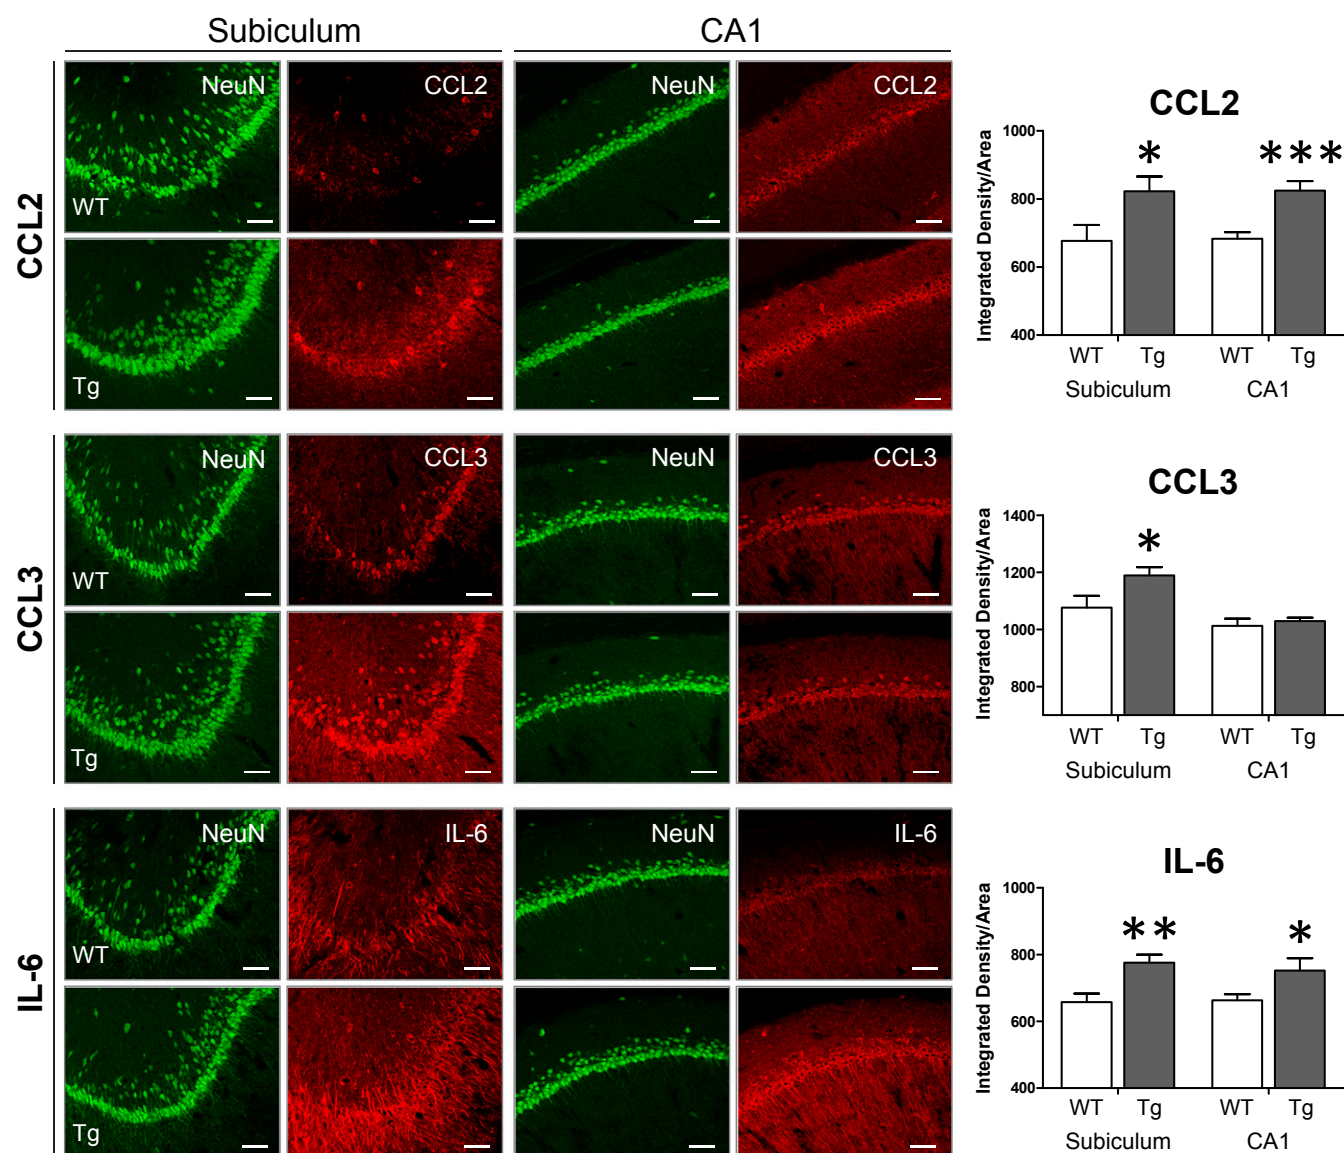 Subiculum CA1
CCL2
NeuN CCL2 NeuN CCL2
WT
Tg
CCL2
Integrated Density/Area
1000
800
600
400
* ***
WT Tg WT Tg
Subiculum CA1
CCL3
NeuN CCL3 NeuN CCL3
WT
Tg
CCL3
Integrated Density/Area
1400
1200
1000
800
*
WT Tg WT Tg
Subiculum CA1
IL-6
NeuN IL-6 NeuN IL-6
WT
Tg
IL-6
Integrated Density/Area
1000
800
600
400
** *
WT Tg WT Tg
Subiculum CA1